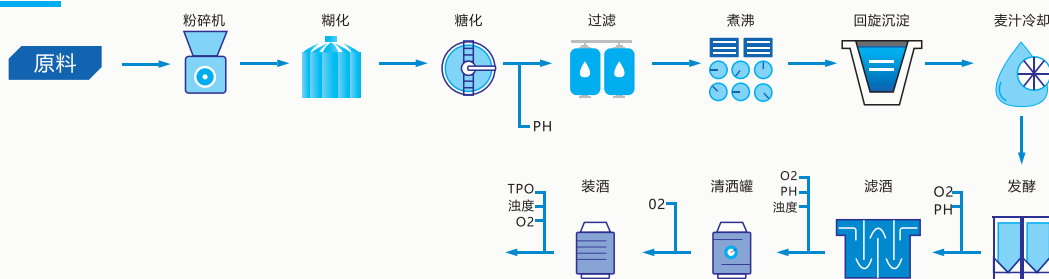 粉碎机
糊化
糖化
过滤
煮沸
回旋沉淀
麦汁冷却
原料
PH
TPO
浊度
O2
装酒
02
清洒罐
O2
PH
浊度
滤酒
O2
PH
发酵